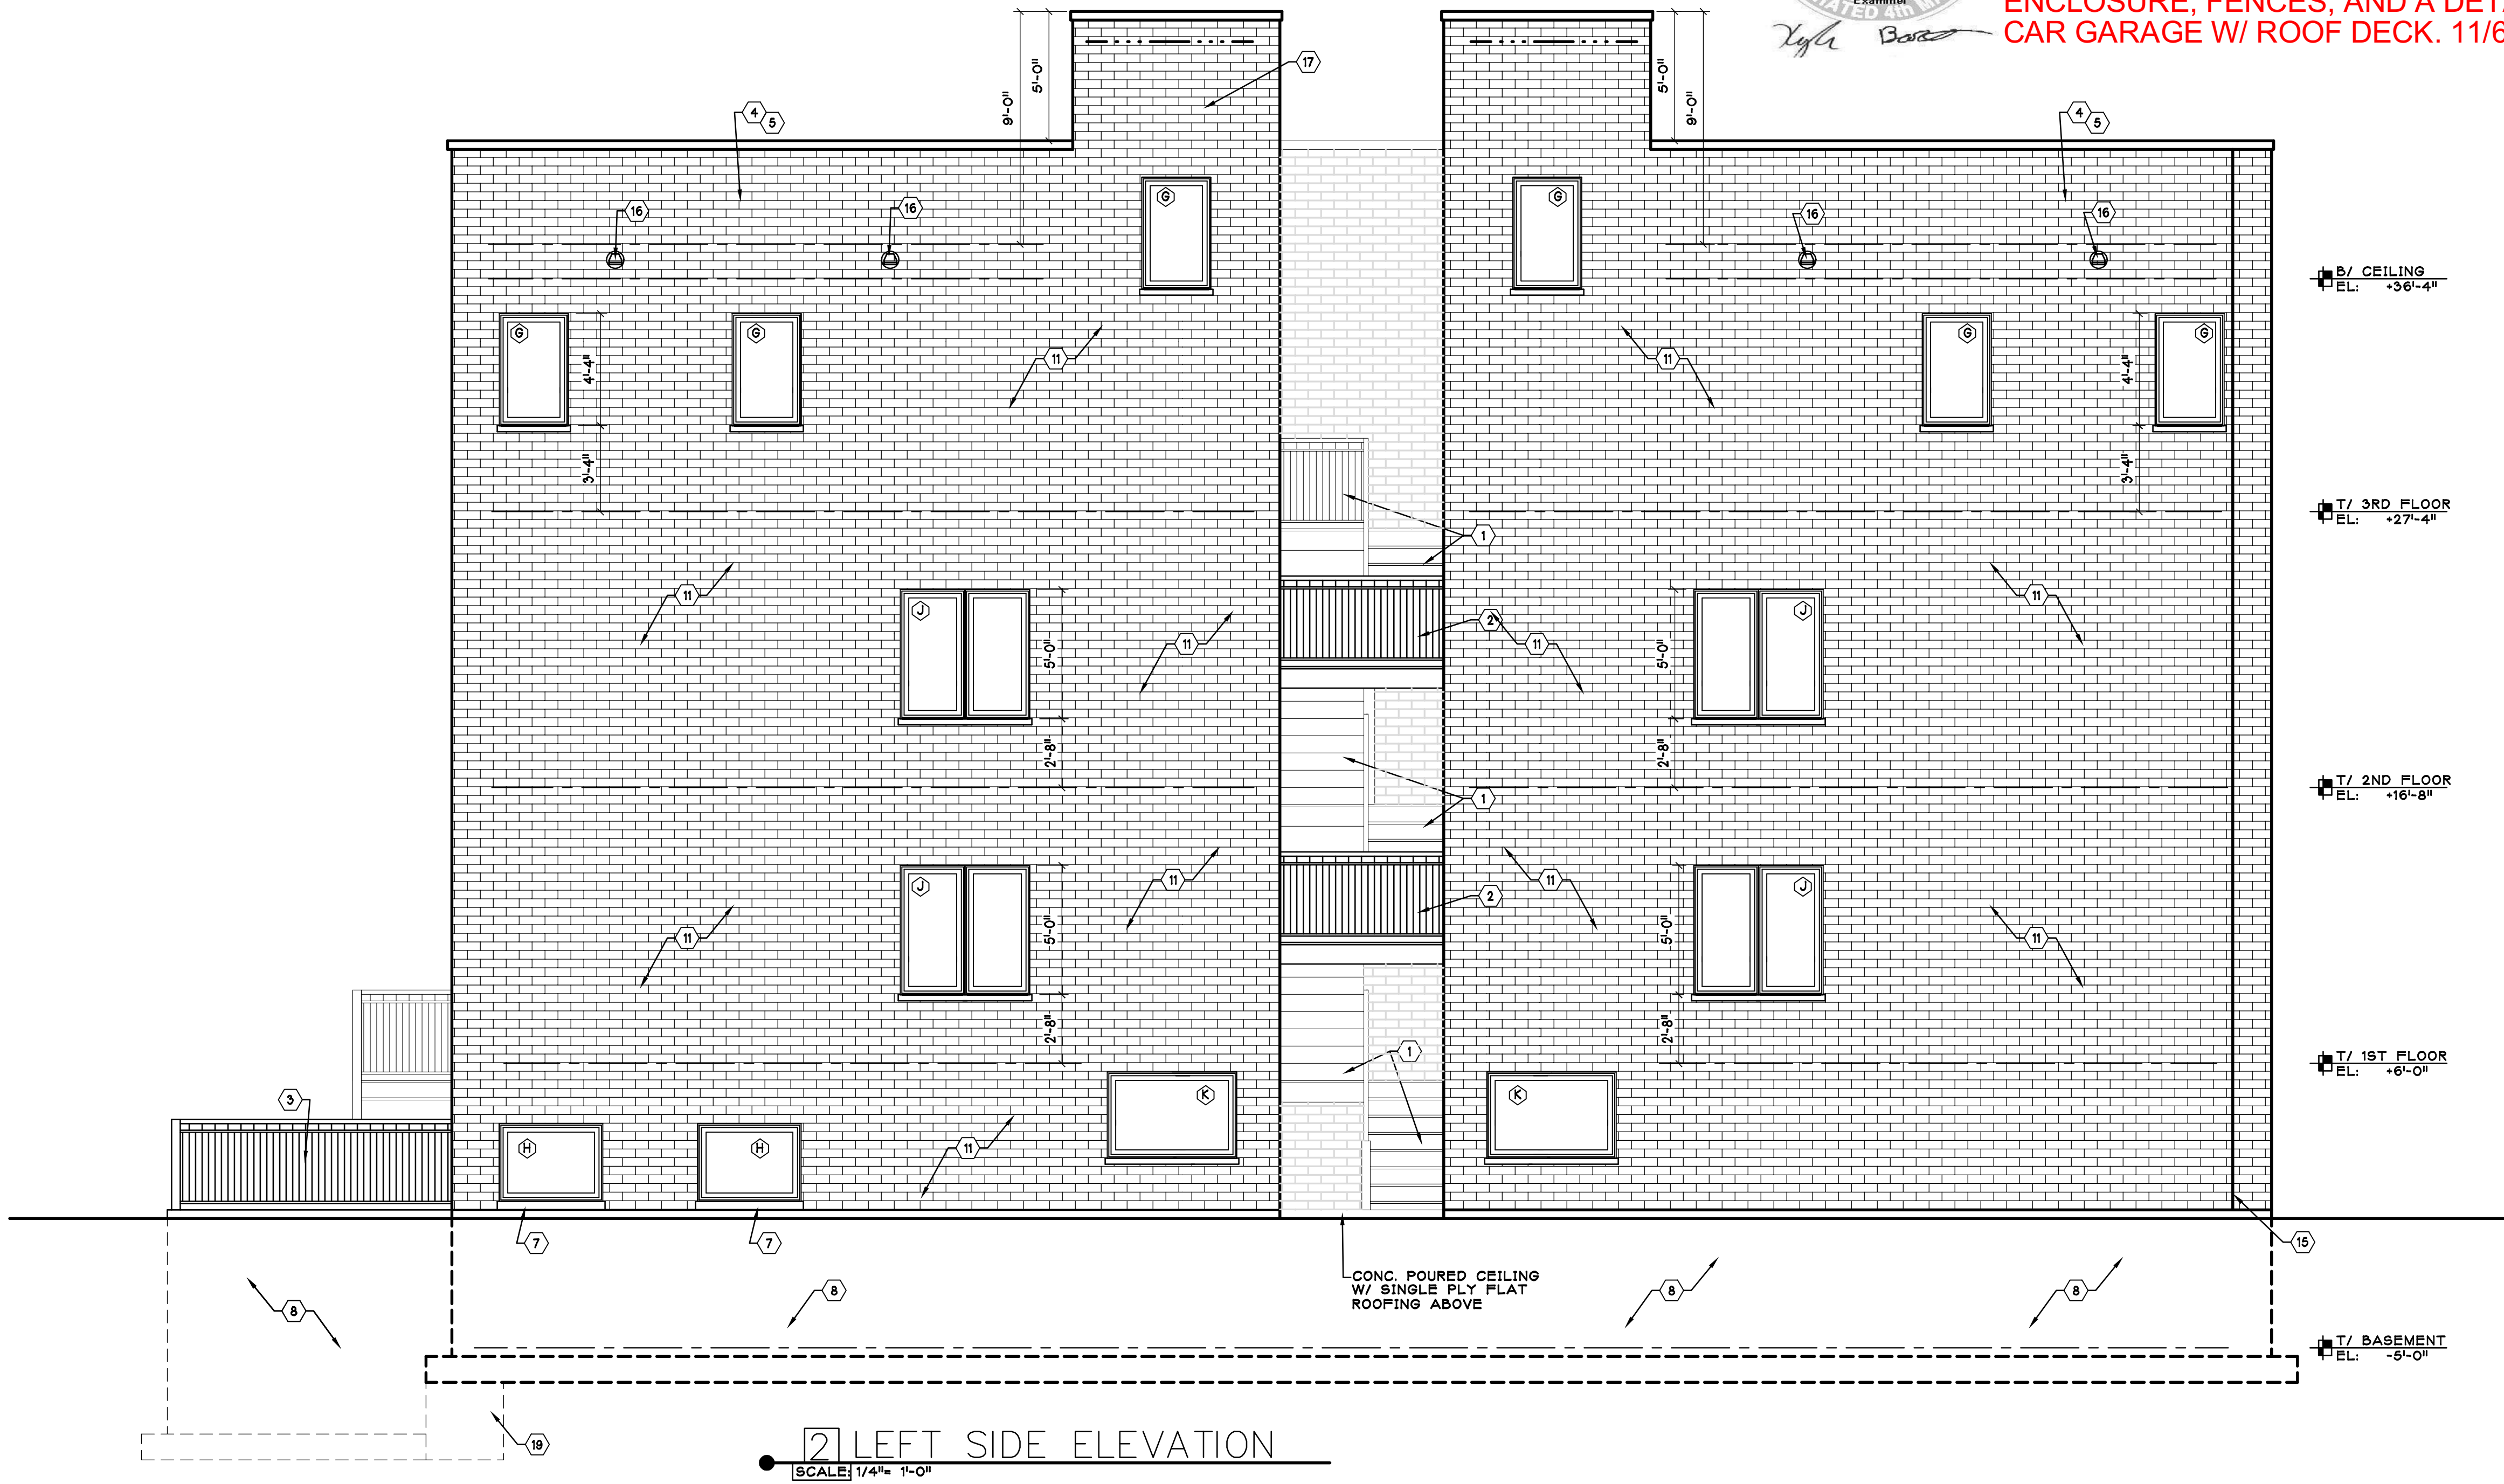 Examiner
ENCLOSURE, FENCES, AND A
CAR GARAGE W/ ROOF DECK. 11/6
9'-0"
5'-0"
17
5'-0"
9'-0"
4
5
4
5
16
16
G
G
16
16
B/ CEILING
EL: +36'-4"
G
G
4'-4"
11
11
G
G
4'-4"
3'-4"
3'-4"
T/ 3RD FLOOR
EL: +27'-4"
1
11
J
5'-0"
11
2
11
5'-0"
J
11
2'-8"
2'-8"
T/ 2ND FLOOR
EL: +16'-8"
1
J
11
11
J
2
11
5'-0"
5'-0"
11
2'-8"
2'-8"
T/ 1ST FLOOR
EL: +6'-0"
1
3
K
K
H
H
11
7
7
15
CONC. POURED CEILING
W/ SINGLE PLY FLAT
ROOFING ABOVE
8
8
8
8
T/ BASEMENT
EL: -5'-0"
19
2 LEFT SIDE ELEVATION
SCALE: 1/4"= 1'-0"